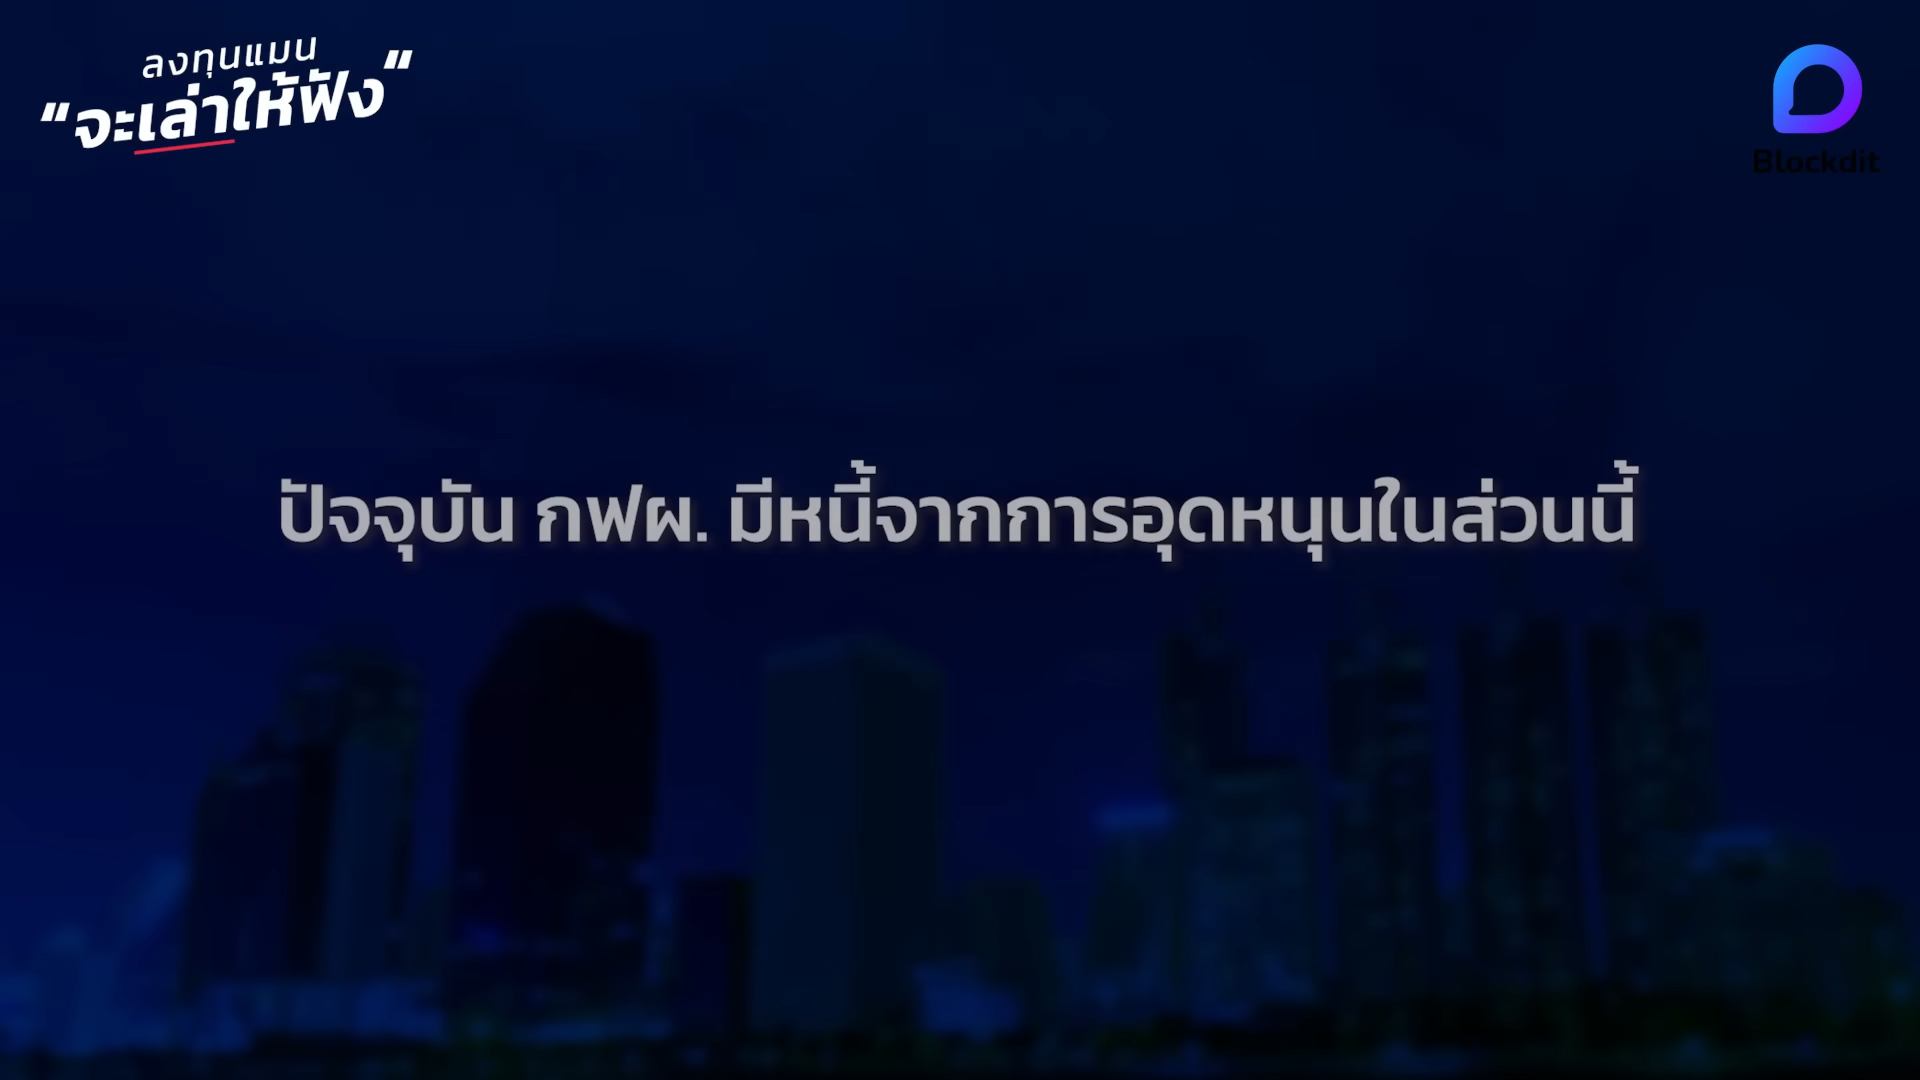 ลงทุนแมน
“จะเล่าให้ฟัง“
Blockdit
ปัจจุบัน กฟผ. มีหนี้จากการอุดหนุนในส่วนนี้